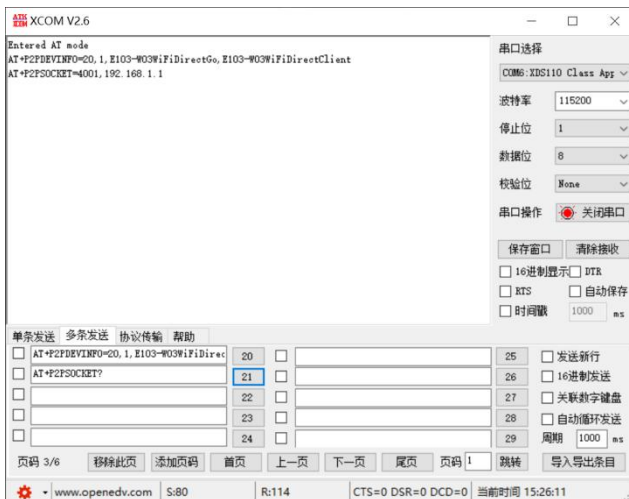 XCOM V2.6
Entered AT mode
AT+P2PDEVINFO=20,1,E103-W03WiFiDirectGo,E103-W03WiFiDirectClient
AT+P2PSOCKET=4001,192.168.1.1
串口选择
COM6:XDS110 Class App
波特率 115200
停止位 1
数据位 8
校验位 None
串口操作 关闭串口
保存窗口 清除接收
16进制显示 DTR
RTS 自动保存
时间戳 1000 ms
单条发送 多条发送 协议传输 帮助
AT+P2PDEVINFO=20,1,E103-W03WiFiDirec 20 25 发送新行
AT+P2PSOCKET? 21 26 16进制发送
22 27 关联数字键盘
23 28 自动循环发送
24 29 周期 1000 ms
页码 3/6 移除此页 添加页码 首页 上一页 下一页 尾页 页码 1 跳转 导入导出条目
www.openedv.com S:80 R:114 CTS=0 DSR=0 DCD=0 当前时间 15:26:11